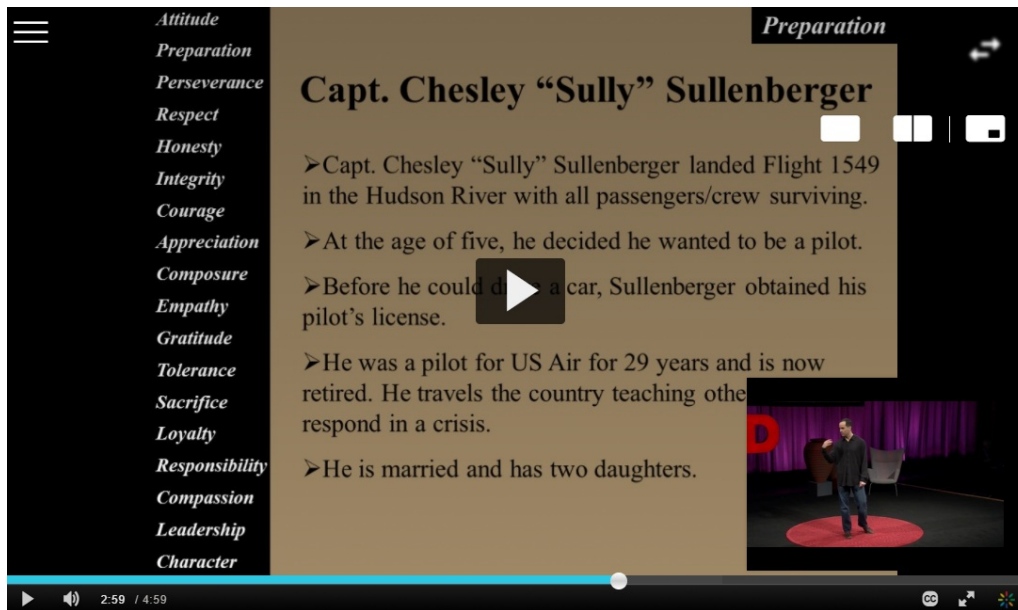 Attitude
Preparation
Perseverance
Respect
Honesty
Integrity
Courage
Appreciation
Composure
Empathy
Gratitude
Tolerance
Sacrifice
Loyalty
Responsibility
Compassion
Leadership
Character
Preparation
Capt. Chesley “Sully” Sullenberger
➢Capt. Chesley “Sully” Sullenberger landed Flight 1549
in the Hudson River with all passengers/crew surviving.
➢At the age of five, he decided he wanted to be a pilot.
➢Before he could a car, Sullenberger obtained his
pilot’s license.
➢He was a pilot for US Air for 29 years and is now
retired. He travels the country teaching othe
respond in a crisis.
➢He is married and has two daughters.
D
2:59 / 4:59
CC